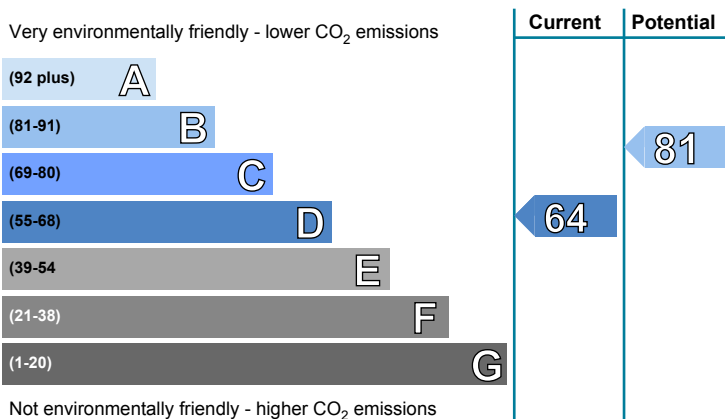 Current Potential
Very environmentally friendly - lower CO2 emissions
(92 plus) A
(81-91) B
81
(69-80) C
(55-68) D 64
(39-54 E
(21-38) F
(1-20) G
Not environmentally friendly - higher CO2 emissions